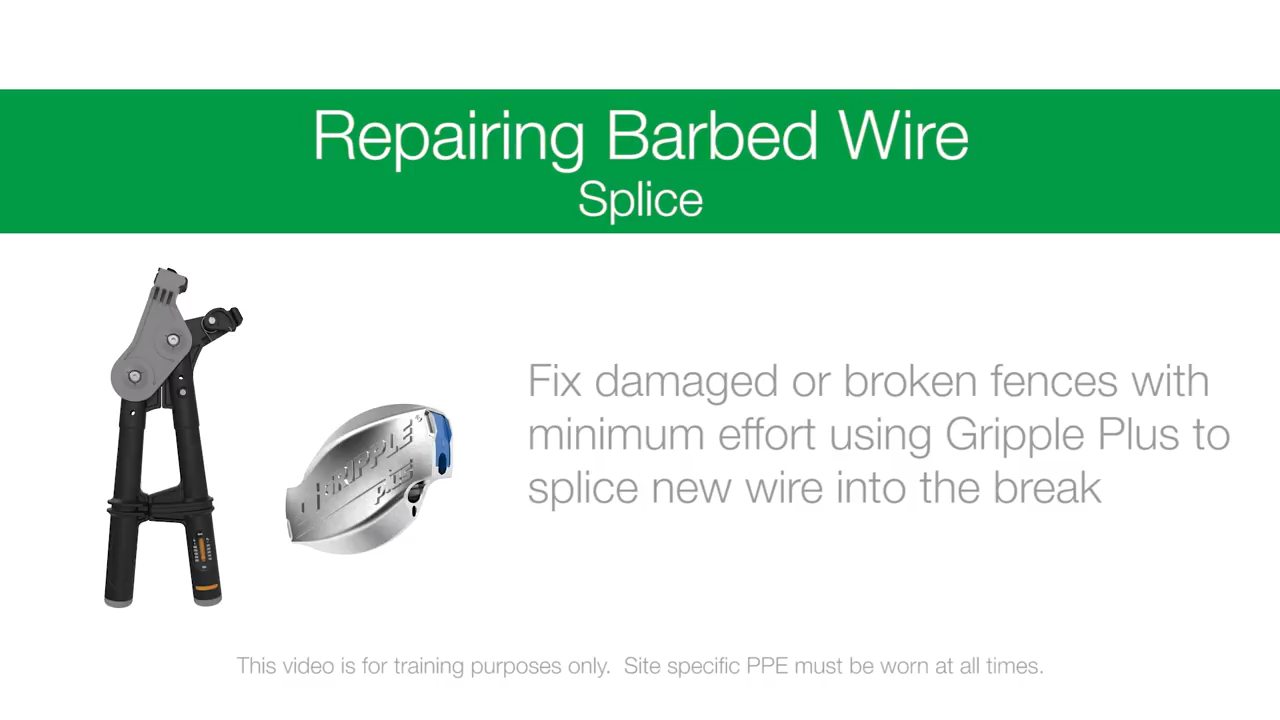 Repairing Barbed Wire
Splice
GRIPPLE®
Plus
Fix damaged or broken fences with
minimum effort using Gripple Plus to
splice new wire into the break
This video is for training purposes only.  Site specific PPE must be worn at all times.